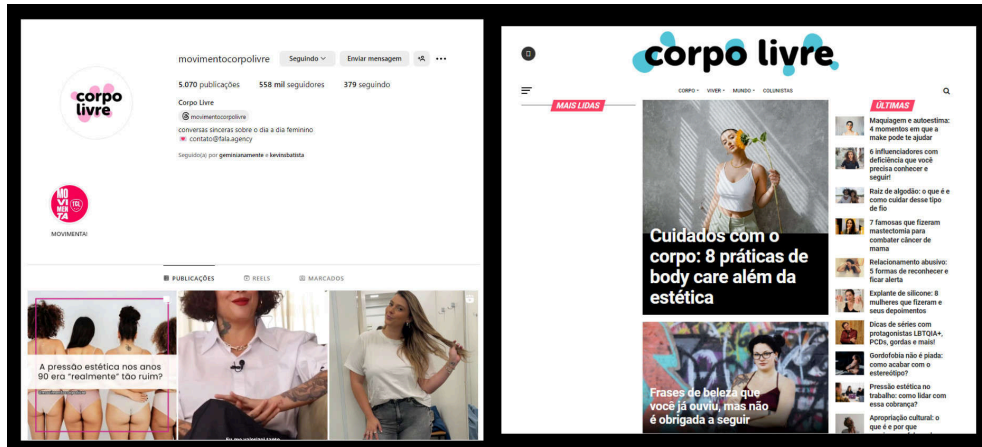 movimentocorpolivre Seguindo Enviar mensagem
5.070 publicações 558 mil seguidores 379 seguindo
corpo
livre
Corpo Livre
movimentocorpolivre
conversas sinceras sobre o dia a dia feminino
contato@fala.agency
Seguido(a) por geminianamente e kevinsbatista
MO
VI
MEN
TA
MOVIMENTA!
PUBLICAÇÕES REELS MARCADOS
A pressão estética nos anos
90 era "realmente" tão ruim?
corpo livre
CORPO VIVER MUNDO COLUNISTAS
MAIS LIDAS
Cuidados com o
corpo: 8 práticas de
body care além da
estética
Frases de beleza que
você já ouviu, mas não
é obrigada a seguir
ÚLTIMAS
Maquiagem e autoestima:
4 momentos em que a
make pode te ajudar
6 influenciadores com
deficiência que você
precisa conhecer e
seguir!
Raiz de algodão: o que é e
como cuidar desse tipo
de fio
7 famosas que fizeram
mastectomia para
combater câncer de
mama
Relacionamento abusivo:
5 formas de reconhecer e
ficar alerta
Explante de silicone: 8
mulheres que fizeram e
seus depoimentos
Dicas de séries com
protagonistas LBTQIA+,
PCDs, gordas e mais!
Gordofobia não é piada:
como acabar com o
estereótipo?
Pressão estética no
trabalho: como lidar com
essa cobrança?
Apropriação cultural: o
que é e por que